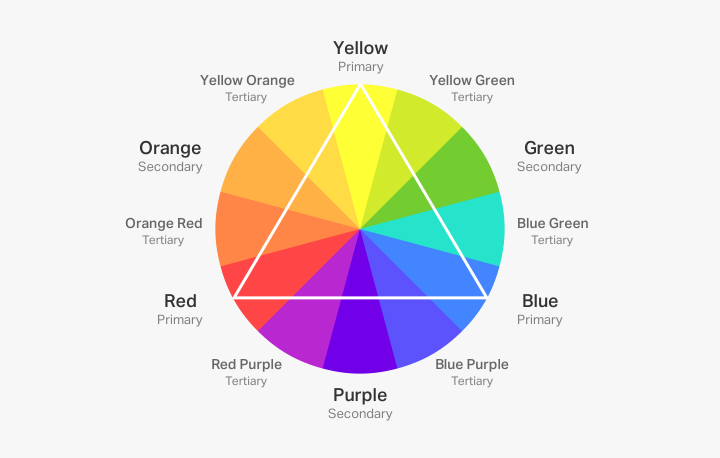 Yellow
Primary
Yellow Orange
Tertiary
Yellow Green
Tertiary
Orange
Secondary
Green
Secondary
Orange Red
Tertiary
Blue Green
Tertiary
Red
Primary
Blue
Primary
Red Purple
Tertiary
Blue Purple
Tertiary
Purple
Secondary